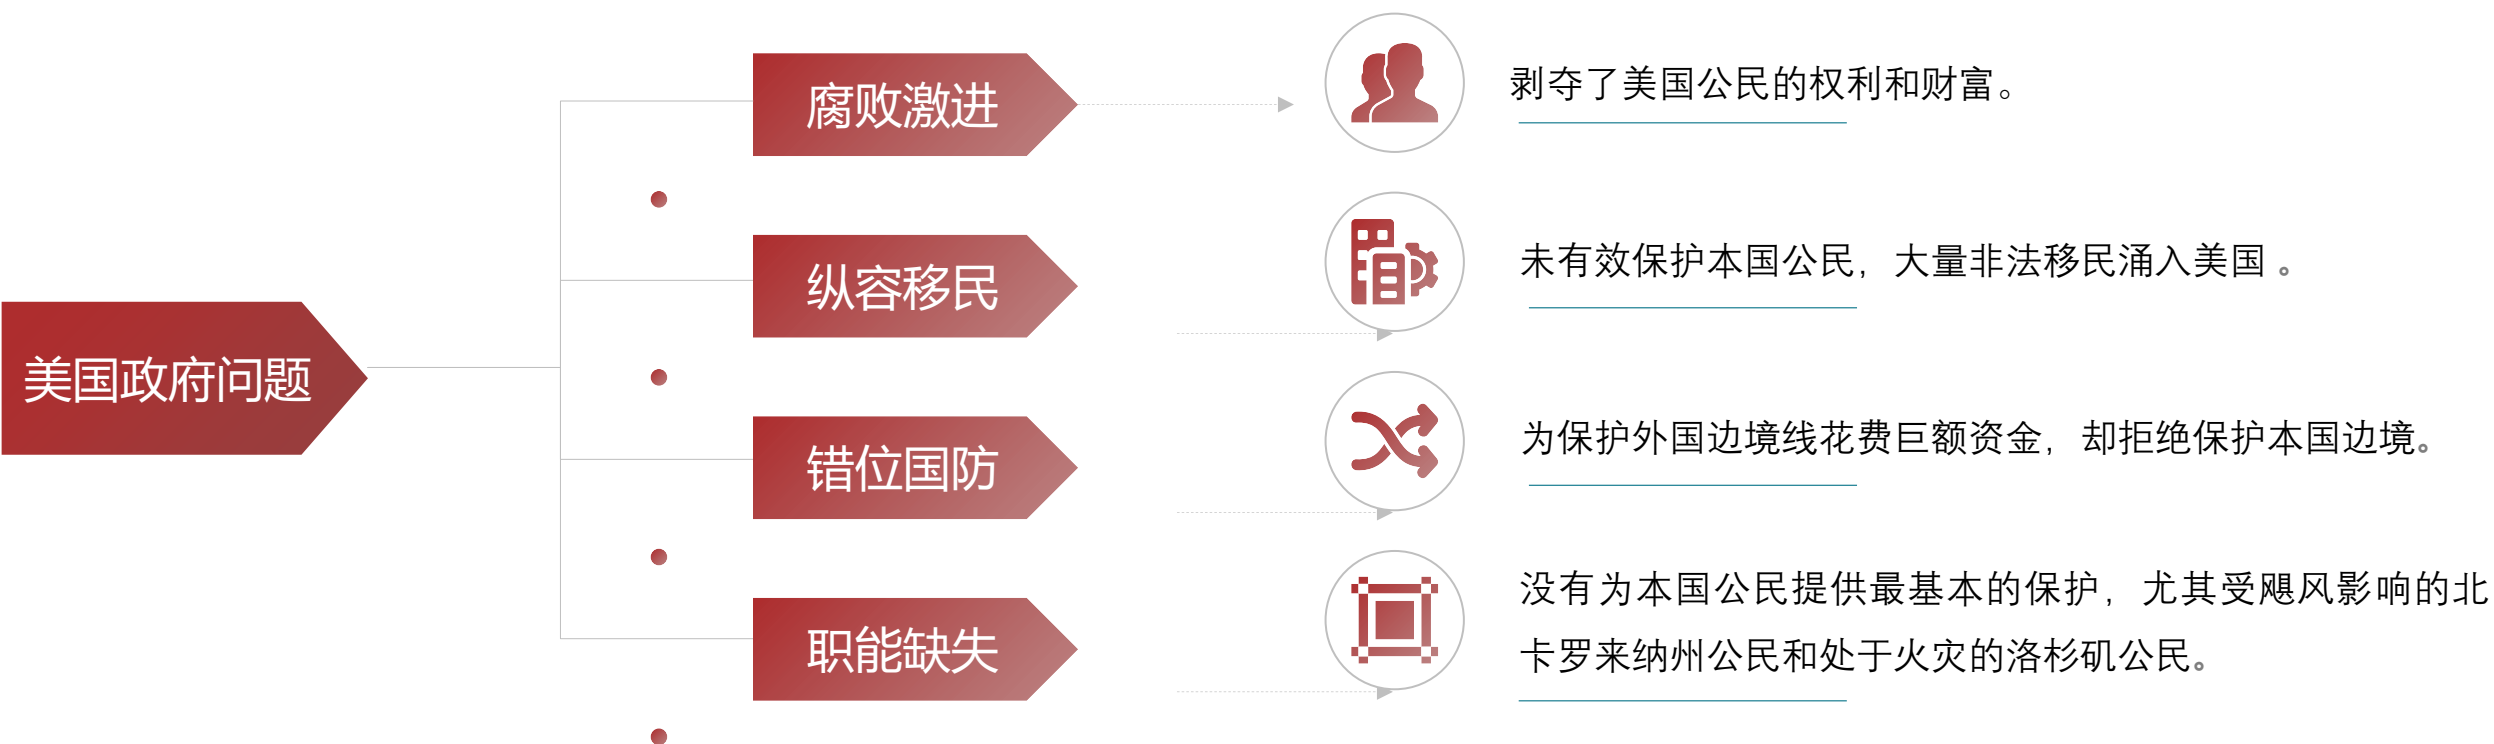 美国政府问题
腐败激进
剥夺了美国公民的权利和财富。
纵容移民
未有效保护本国公民，大量非法移民涌入美国。
错位国防
为保护外国边境线花费巨额资金，却拒绝保护本国边境。
职能缺失
没有为本国公民提供最基本的保护，尤其受飓风影响的北
卡罗来纳州公民和处于火灾的洛杉矶公民。